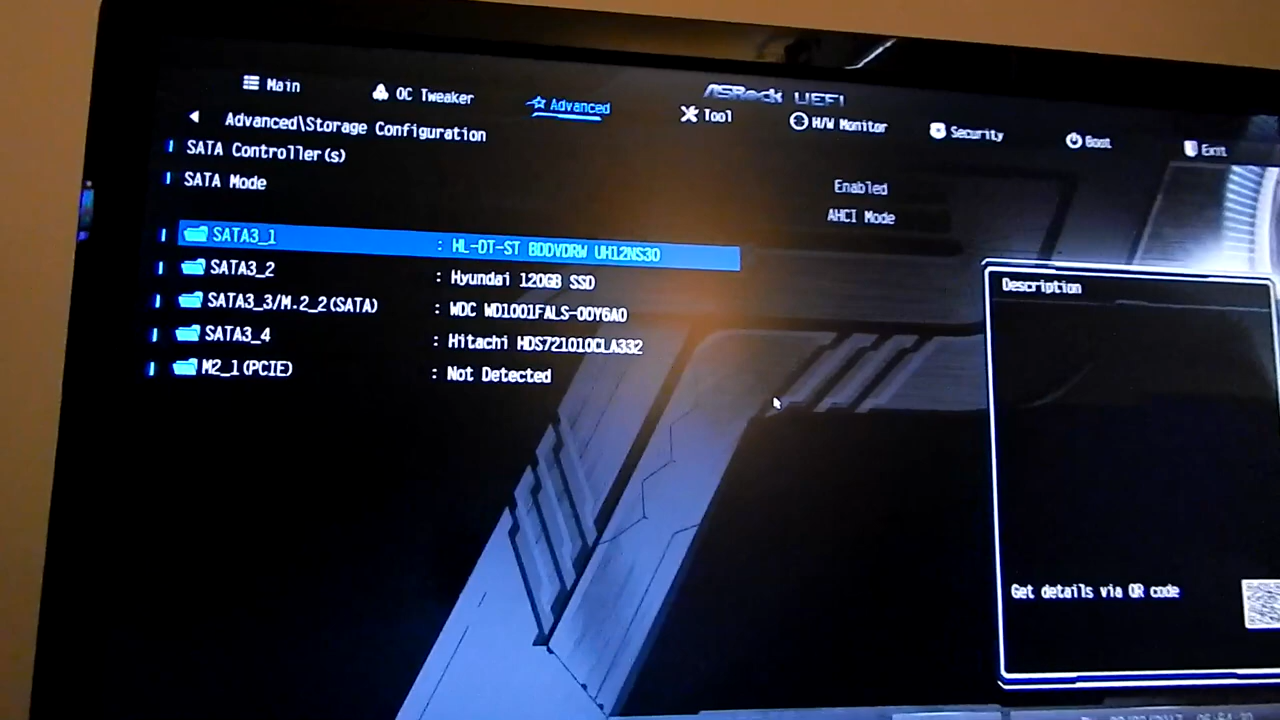 ASRock UEFI
Main OC Tweaker Advanced Tool H/W Monitor Security Boot Exit
Advanced\Storage Configuration
SATA Controller(s) Enabled
SATA Mode AHCI Mode
SATA3_1 : HL-DT-ST BDDVDRW UH12NS30
SATA3_2 : Hyundai 120GB SSD
SATA3_3/M.2_2(SATA) : WDC WD1001FALS-00Y6A0
SATA3_4 : Hitachi HDS721010CLA332
M2_1(PCIE) : Not Detected
Description
Get details via QR code